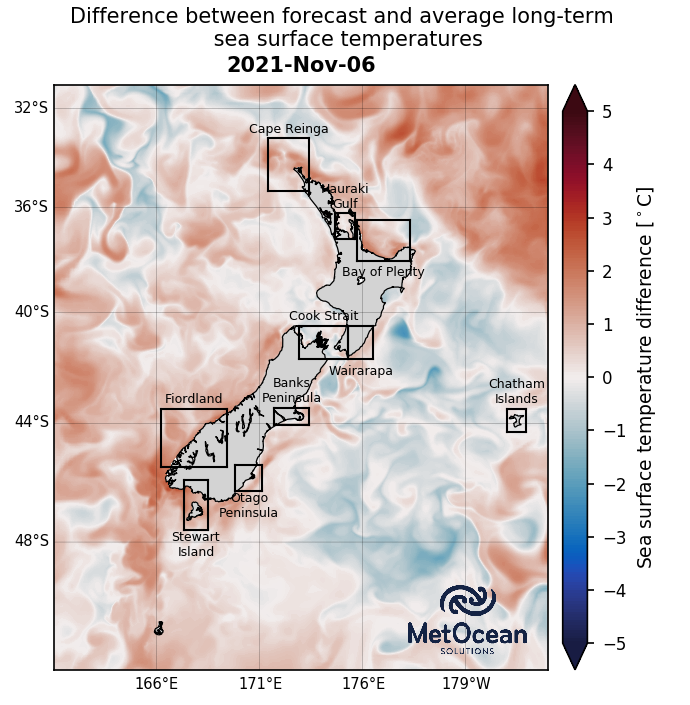 Difference between forecast and average long-term
sea surface temperatures
2021-Nov-06
32°S
36°S
40°S
44°S
48°S
Cape Reinga
Hauraki
Gulf
Bay of Plenty
Cook Strait
Wairarapa
Banks
Peninsula
Fiordland
Chatham
Islands
Otago
Peninsula
Stewart
Island
MetOcean
SOLUTIONS
166°E
171°E
176°E
179°W
5
4
3
2
1
0
−1
−2
−3
−4
−5
Sea surface temperature difference [°C]